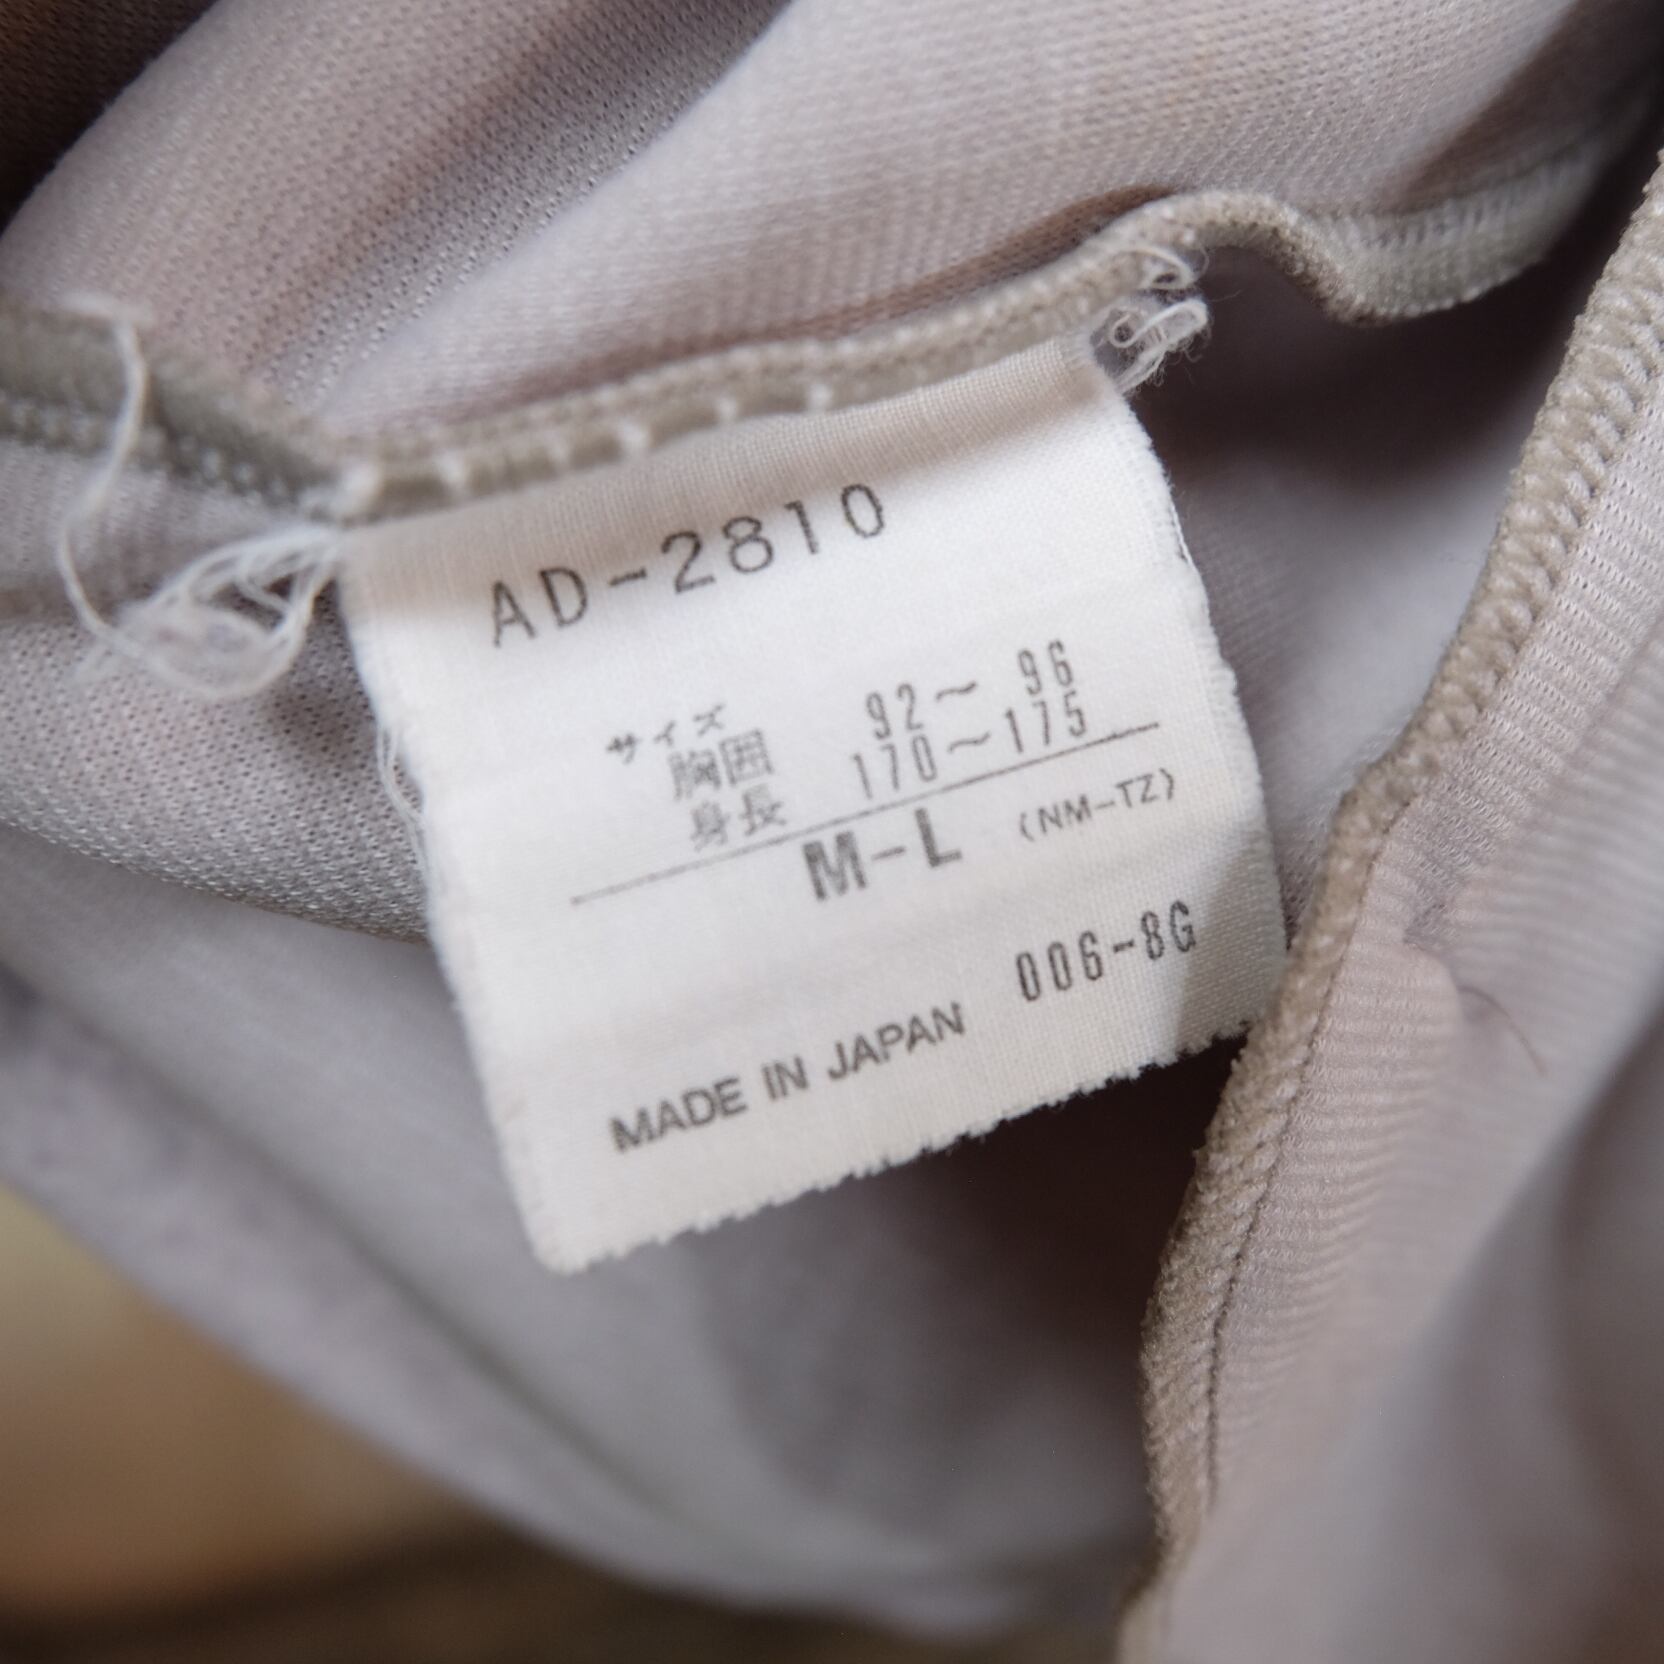 AD-2810
サイズ
胸囲 92～ 96
身長 170～175
M-L (NM-TZ)
006-8G
MADE IN JAPAN